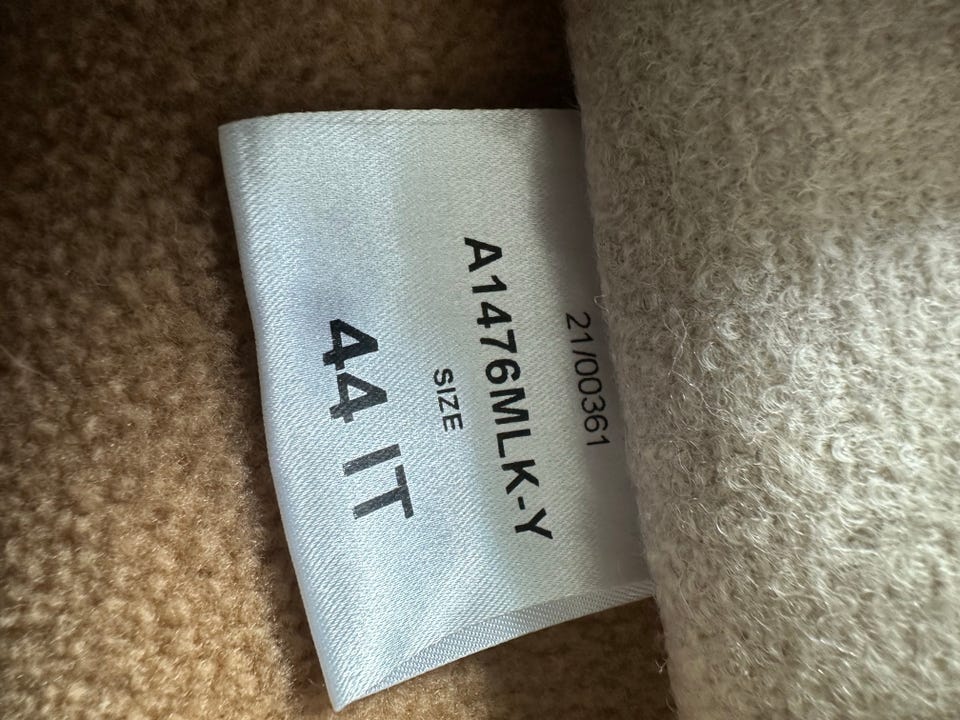 21/00361
A1476MLK-Y
SIZE
44 IT